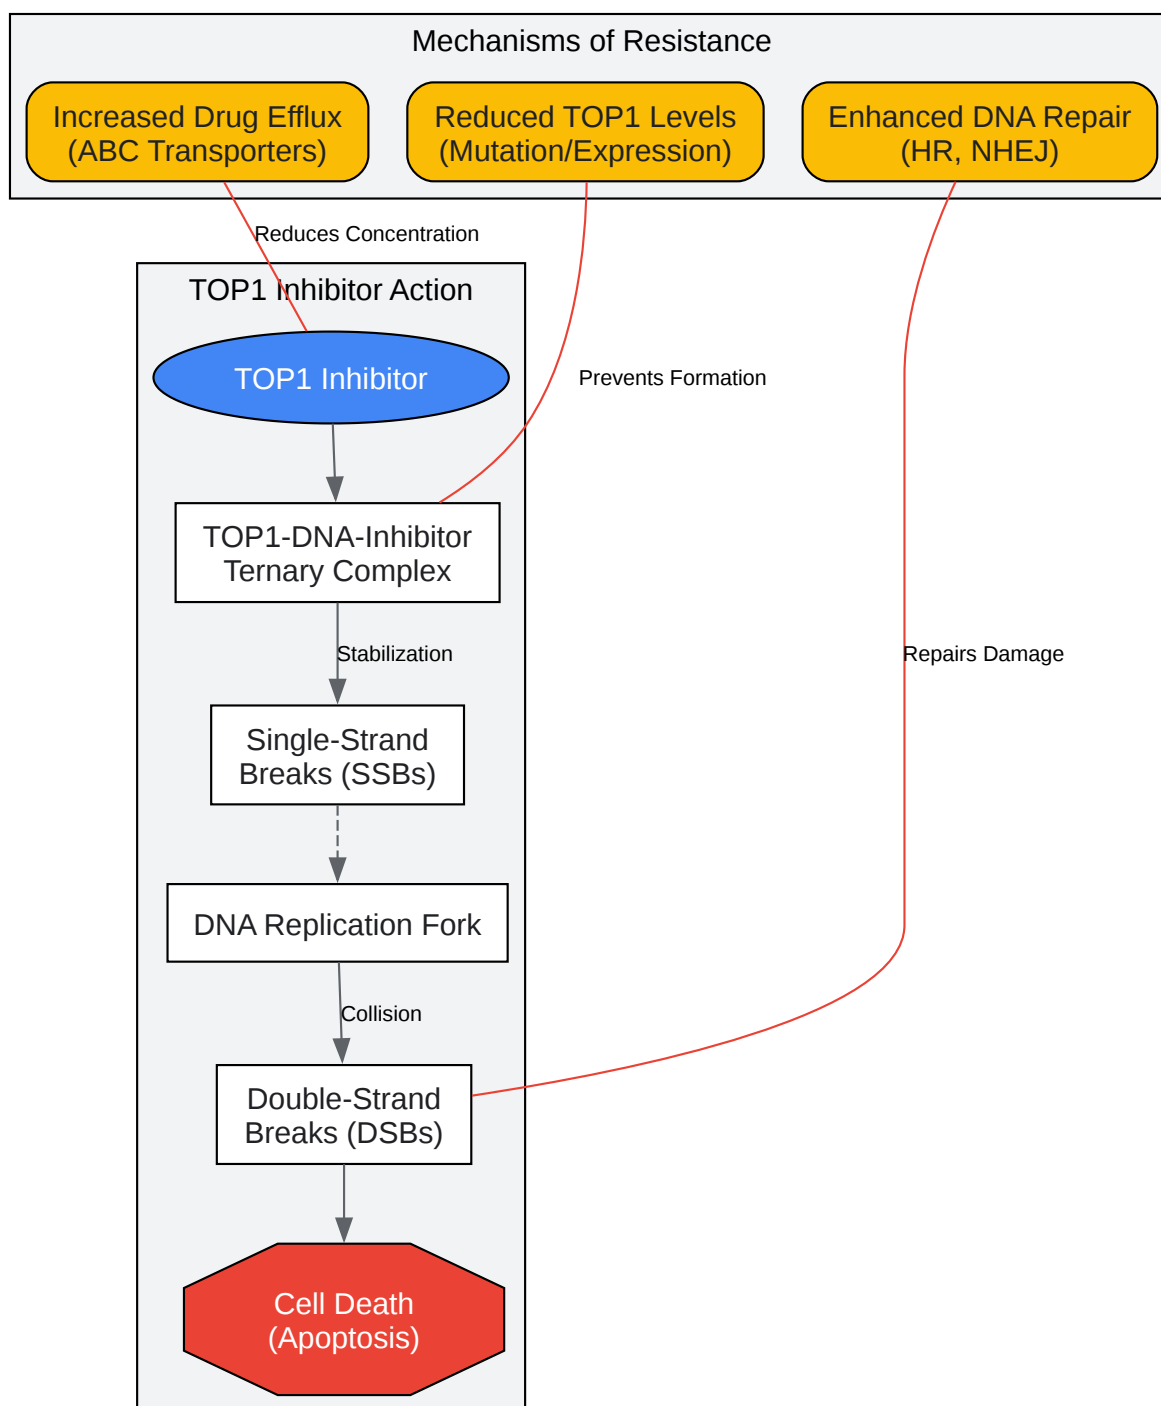 Mechanisms of Resistance
Increased Drug Efflux
(ABC Transporters)
Reduced TOP1 Levels
(Mutation/Expression)
Enhanced DNA Repair
(HR, NHEJ)
Reduces Concentration
TOP1 Inhibitor Action
TOP1 Inhibitor
Prevents Formation
TOP1-DNA-Inhibitor
Ternary Complex
Stabilization
Repairs Damage
Single-Strand
Breaks (SSBs)
DNA Replication Fork
Collision
Double-Strand
Breaks (DSBs)
Cell Death
(Apoptosis)